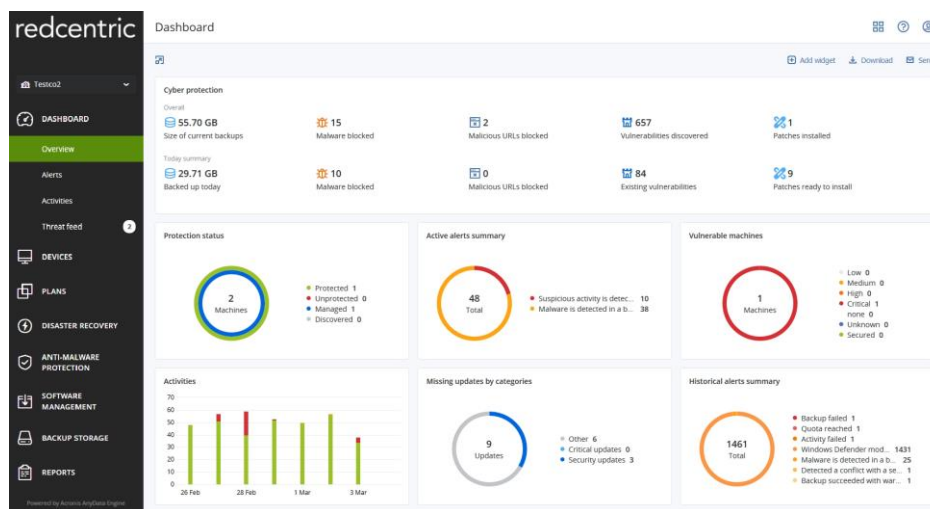 redcentric
Dashboard
Testco2
Add widget
Download
Sen
DASHBOARD
Overview
Alerts
Activities
Threat feed 2
DEVICES
PLANS
DISASTER RECOVERY
ANTI-MALWARE
PROTECTION
SOFTWARE
MANAGEMENT
BACKUP STORAGE
REPORTS
Powered by Acronis AnyData Engine
Cyber protection
Overall
55.70 GB
Size of current backups
15
Malware blocked
2
Malicious URLs blocked
657
Vulnerabilities discovered
1
Patches installed
Today summary
29.71 GB
Backed up today
10
Malware blocked
0
Malicious URLs blocked
84
Existing vulnerabilities
9
Patches ready to install
Protection status
2
Machines
Protected 1
Unprotected 0
Managed 1
Discovered 0
Active alerts summary
48
Total
Suspicious activity is detec... 10
Malware is detected in a b... 38
Vulnerable machines
1
Machines
Low 0
Medium 0
High 0
Critical 1
none 0
Unknown 0
Secured 0
Activities
70
60
50
40
30
20
10
0
26 Feb
28 Feb
1 Mar
3 Mar
Missing updates by categories
9
Updates
Other 6
Critical updates 0
Security updates 3
Historical alerts summary
1461
Total
Backup failed 1
Quota reached 1
Activity failed 1
Windows Defender mod... 1431
Malware is detected in a b... 25
Detected a conflict with a se... 1
Backup succeeded with war... 1